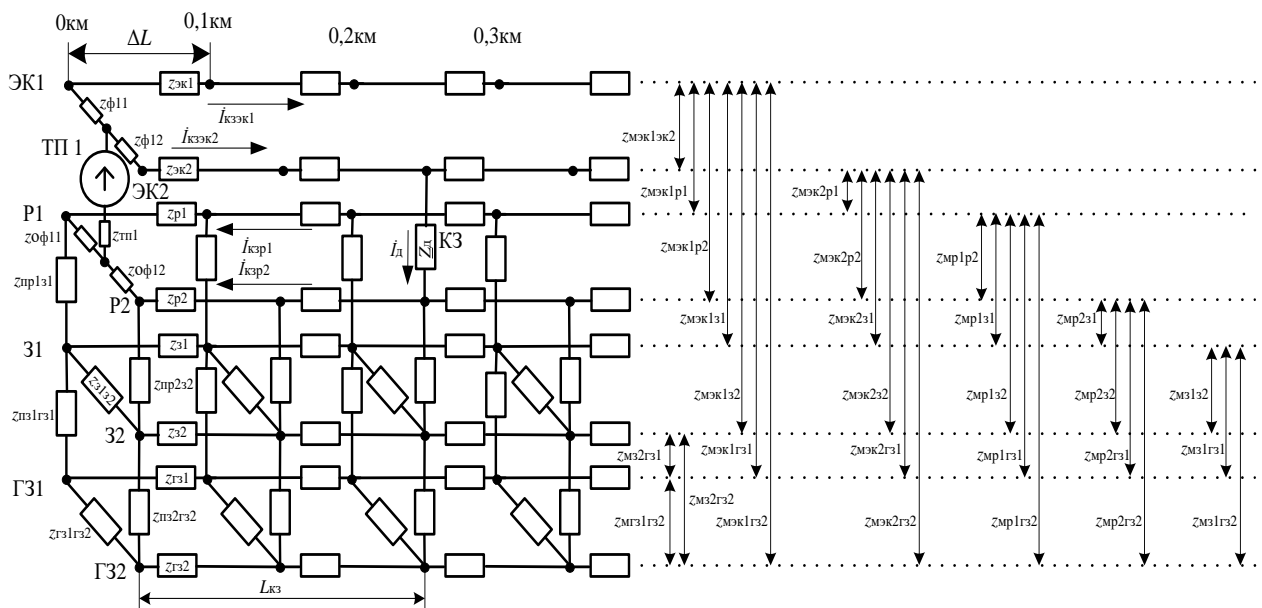 0км
0,1км
0,2км
0,3км
ΔL
ЭК1
zэк1
İкзэк1
zф11
ТП 1
zф12
İкзэк2
ЭК2
zэк2
Р1
zр1
zоф11
zтп1
İкзр1
İд
Zд
КЗ
zпр1з1
zоф12
İкзр2
Р2
zр2
З1
zз1
zз1з2
zпр2з2
zпз1гз1
З2
zз2
ГЗ1
zгз1
zпз2гз2
zгз1гз2
ГЗ2
zгз2
Lкз
zмэк1эк2
zмэк1р1
zмэк2р1
zмэк1р2
zмэк2р2
zмр1р2
zмэк1з1
zмэк2з1
zмр1з1
zмр2з1
zмэк1з2
zмэк2з2
zмр1з2
zмр2з2
zмз1з2
zмз2гз1
zмэк1гз1
zмэк2гз1
zмр1гз1
zмр2гз1
zмз1гз1
zмз2гз2
zмгз1гз2
zмэк1гз2
zмэк2гз2
zмр1гз2
zмр2гз2
zмз1гз2